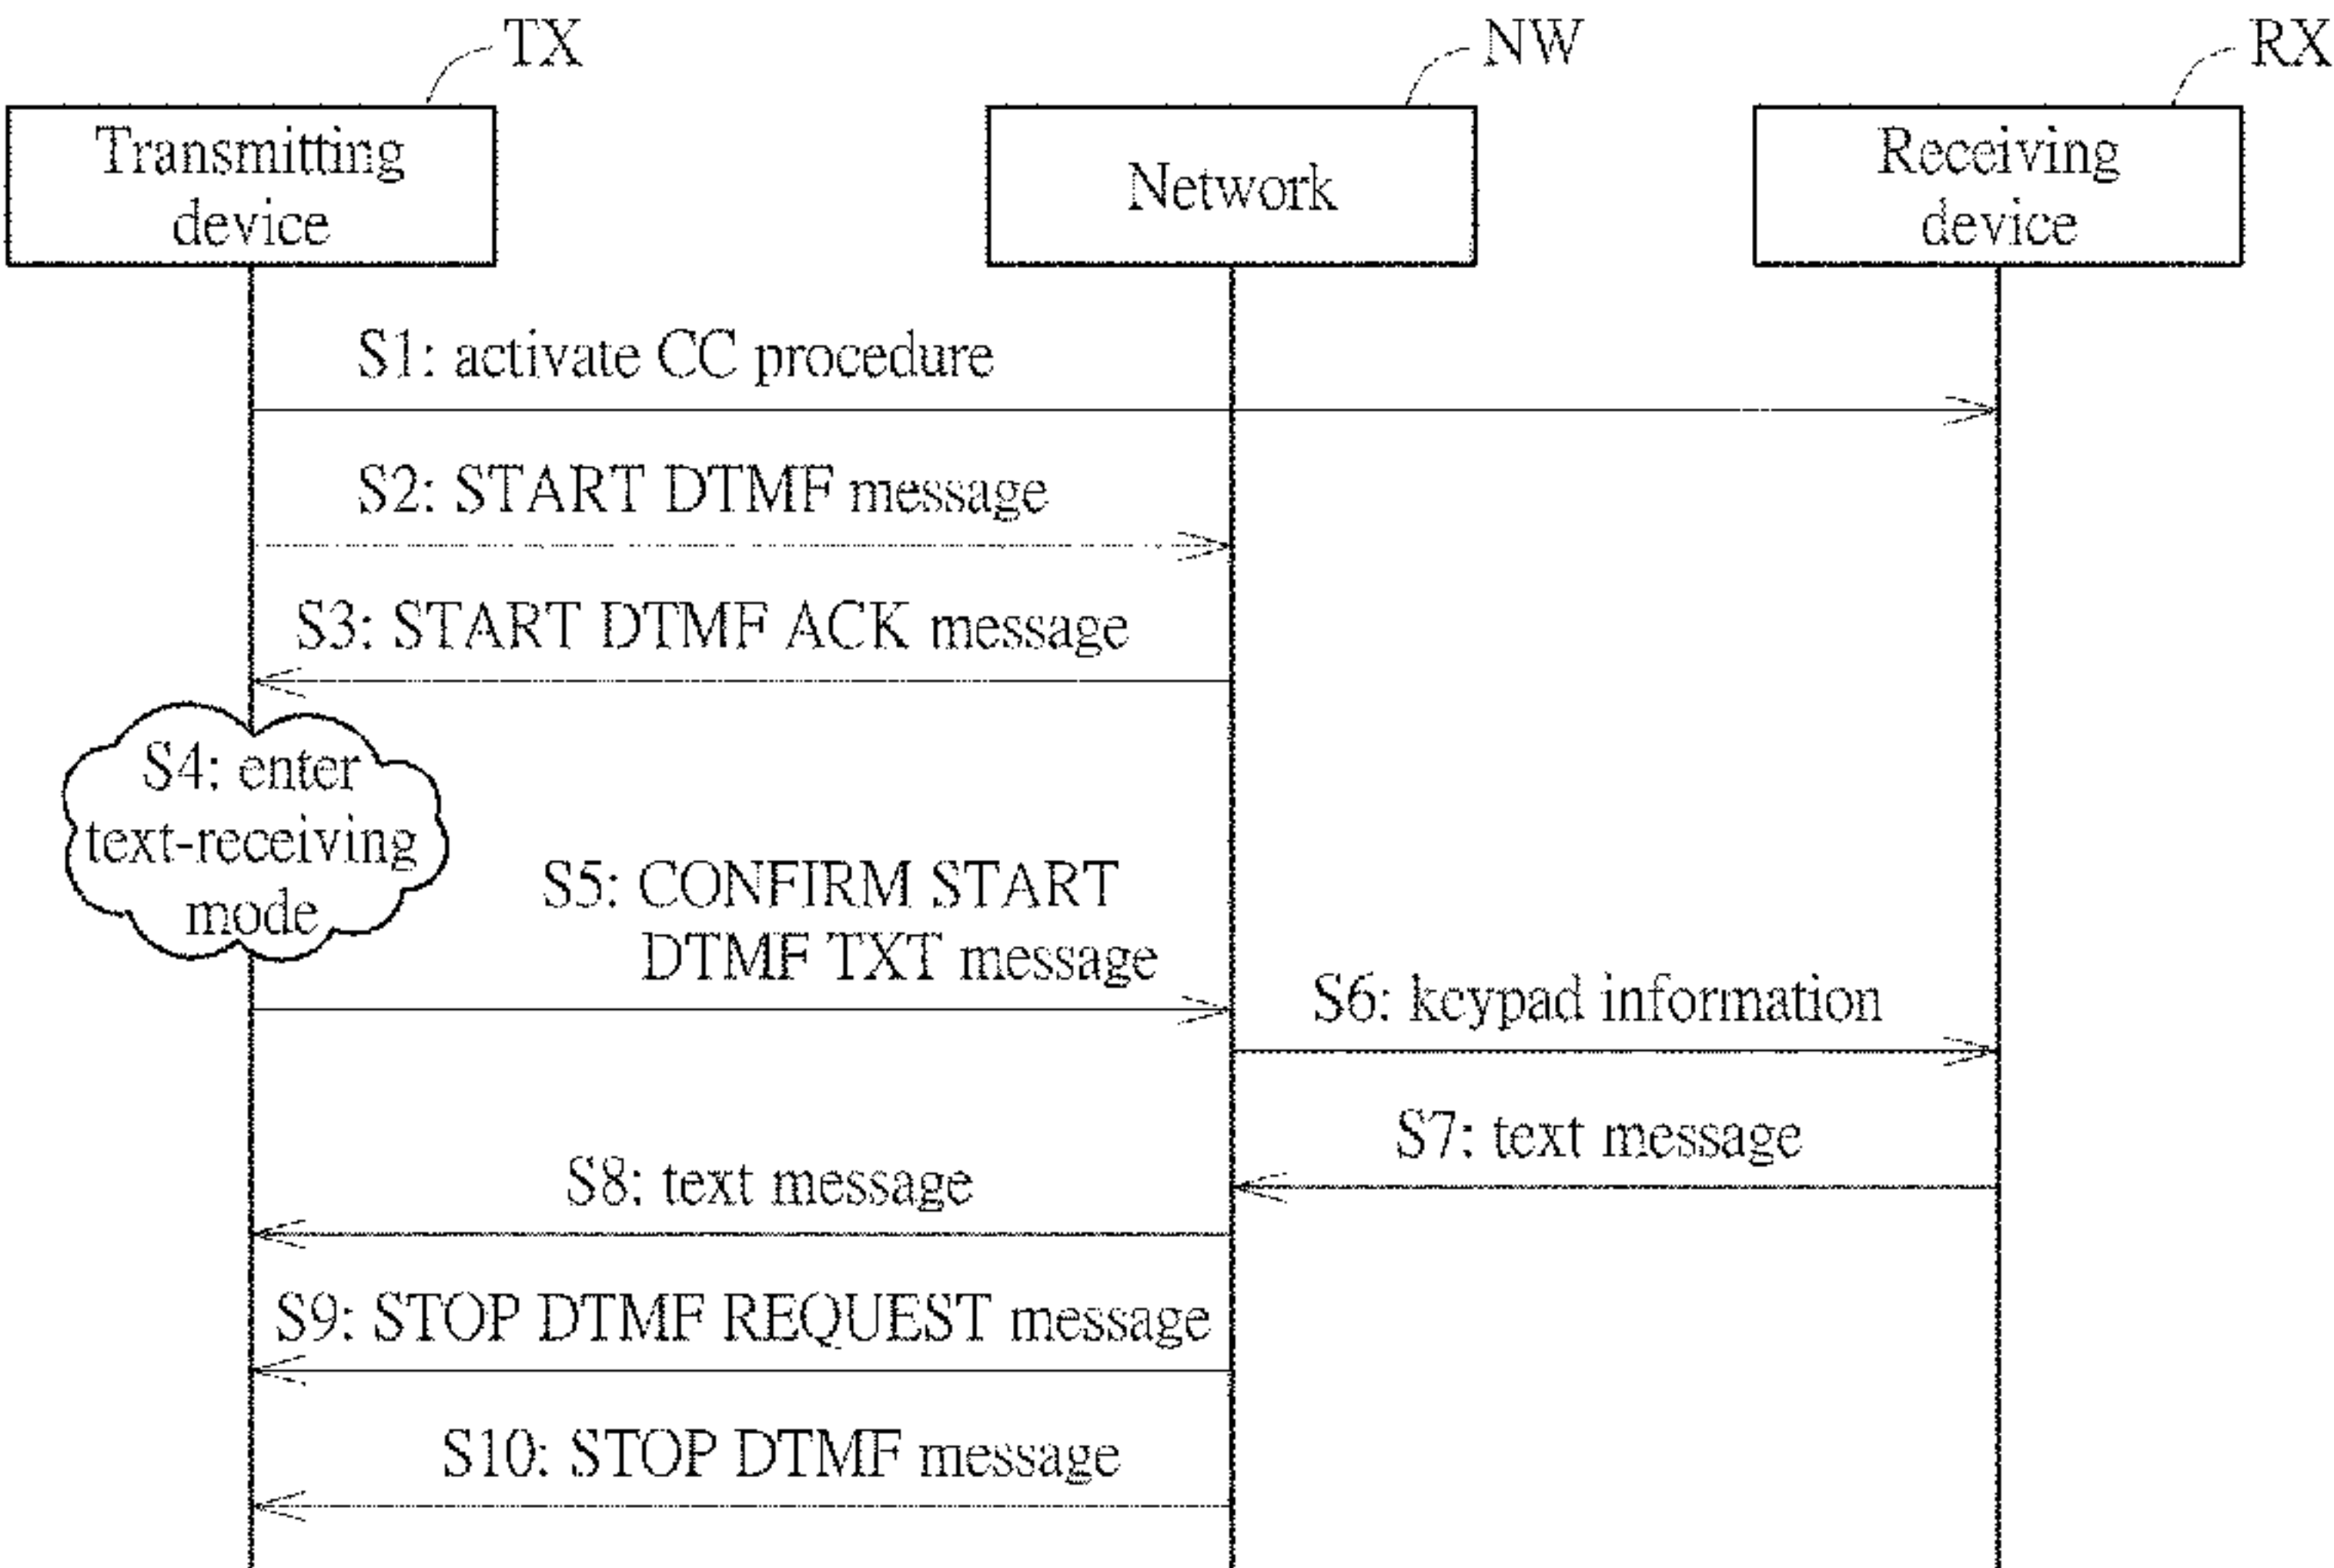 TX
NW
RX
Transmitting
device
Network
Receiving
device
S1: activate CC procedure
S2: START DTMF message
S3: START DTMF ACK message
S4: enter
text-receiving
mode
S5: CONFIRM START
DTMF TXT message
S6: keypad information
S7: text message
S8: text message
S9: STOP DTMF REQUEST message
S10: STOP DTMF message